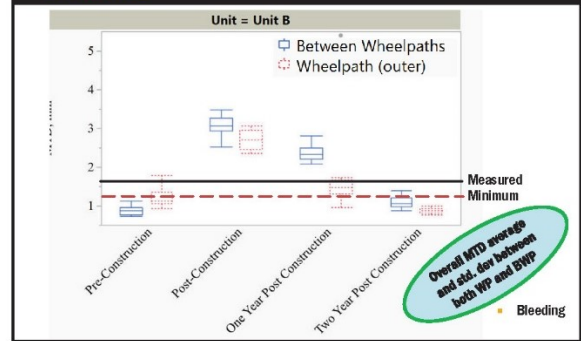 Unit = Unit B
Between Wheelpaths
Wheelpath (outer)
5
4
3
2
1
Measured
Minimum
Pre-Construction
Post-Construction
One Year Post Construction
Two Year Post Construction
Overall MTD average
and std. dev between
both WP and BWP
Bleeding